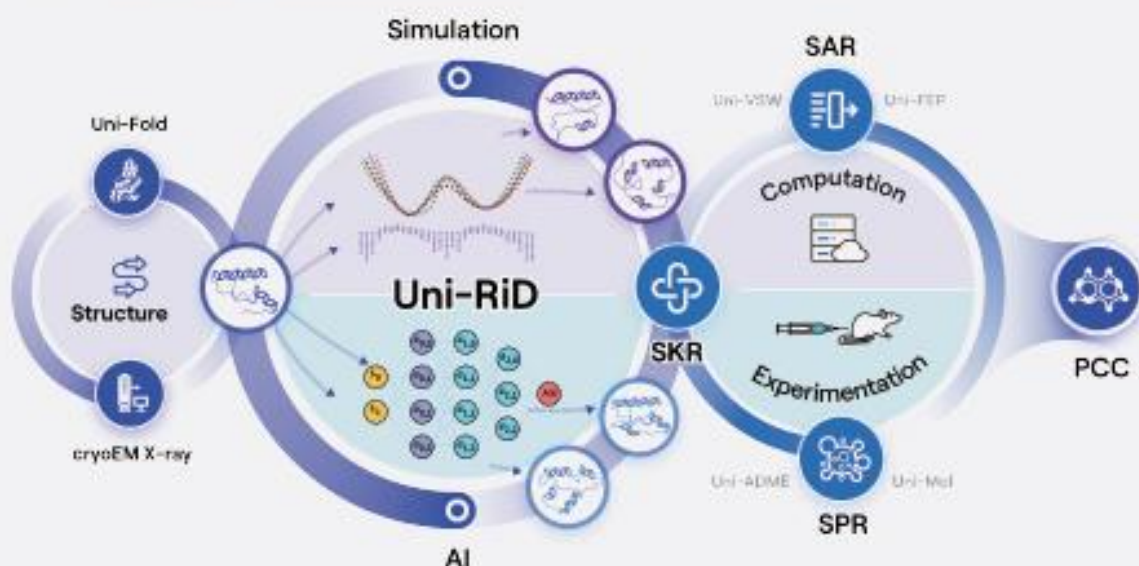 Simulation
SAR
Uni-VSW
Uni-FEP
Uni-Fold
Computation
Structure
Uni-RiD
SKR
PCC
Experimentation
cryoEM X-ray
Uni-ADME
Uni-Mol
SPR
AI